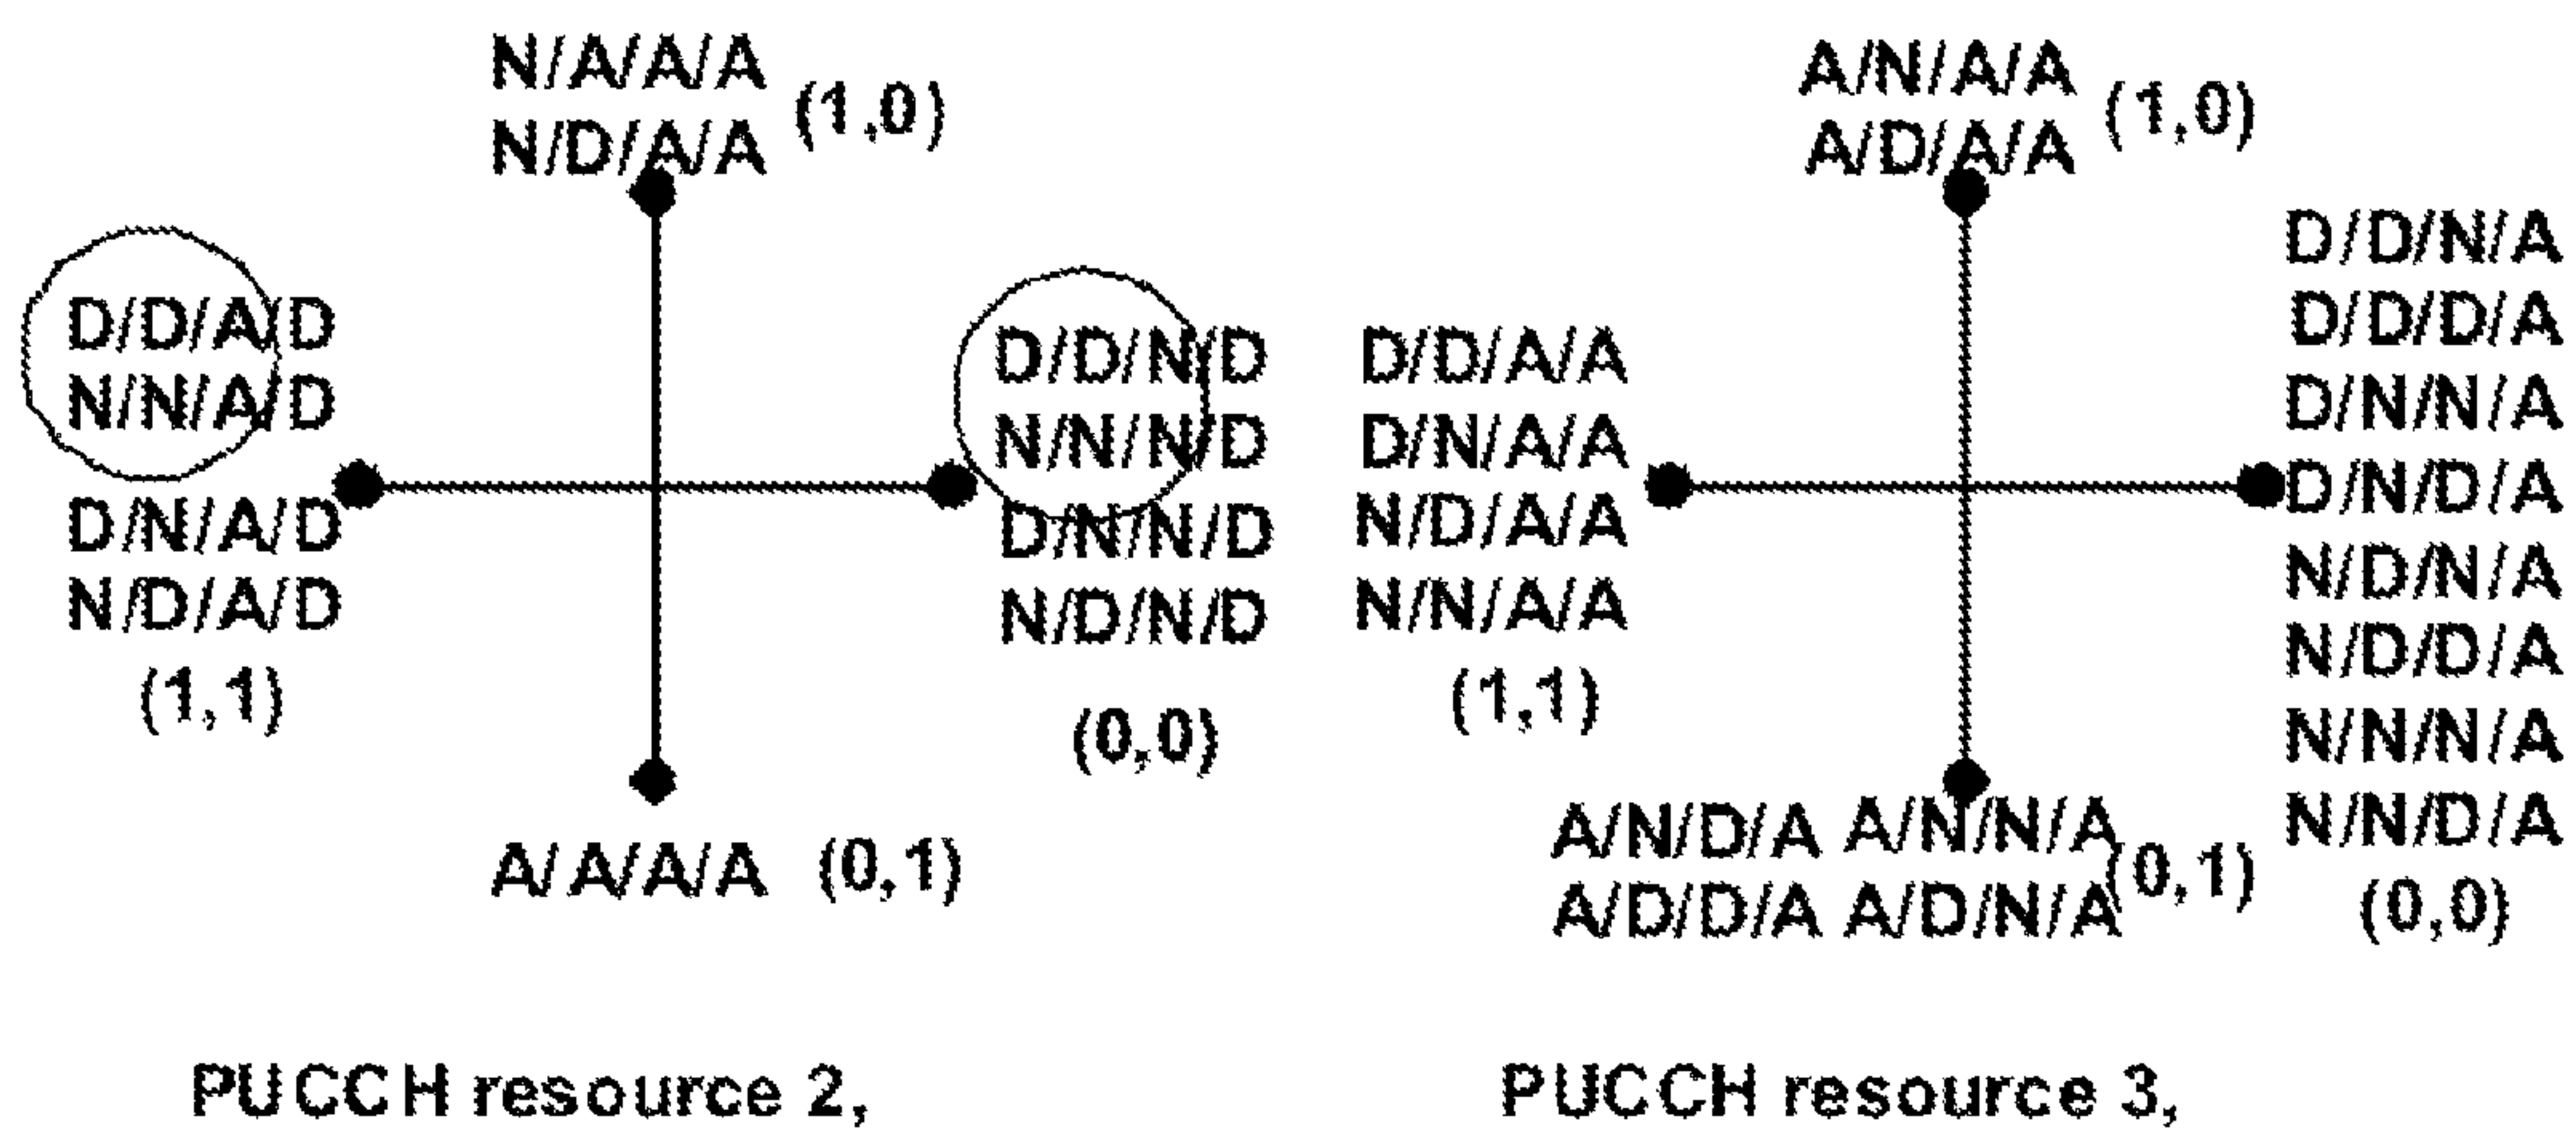 N/A/A/A
N/D/A/A
(1,0)
D/D/A/D
N/N/A/D
D/N/A/D
N/D/A/D
(1,1)
D/D/N/D
N/N/N/D
D/N/N/D
N/D/N/D
(0,0)
A/A/A/A (0,1)
PUCCH resource 2,
A/N/A/A
A/D/A/A
(1,0)
D/D/A/A
D/N/A/A
N/D/A/A
N/N/A/A
(1,1)
D/D/N/A
D/D/D/A
D/N/N/A
D/N/D/A
N/D/N/A
N/D/D/A
N/N/N/A
N/N/D/A
(0,0)
A/N/D/A A/N/N/A
A/D/D/A A/D/N/A
(0,1)
PUCCH resource 3,